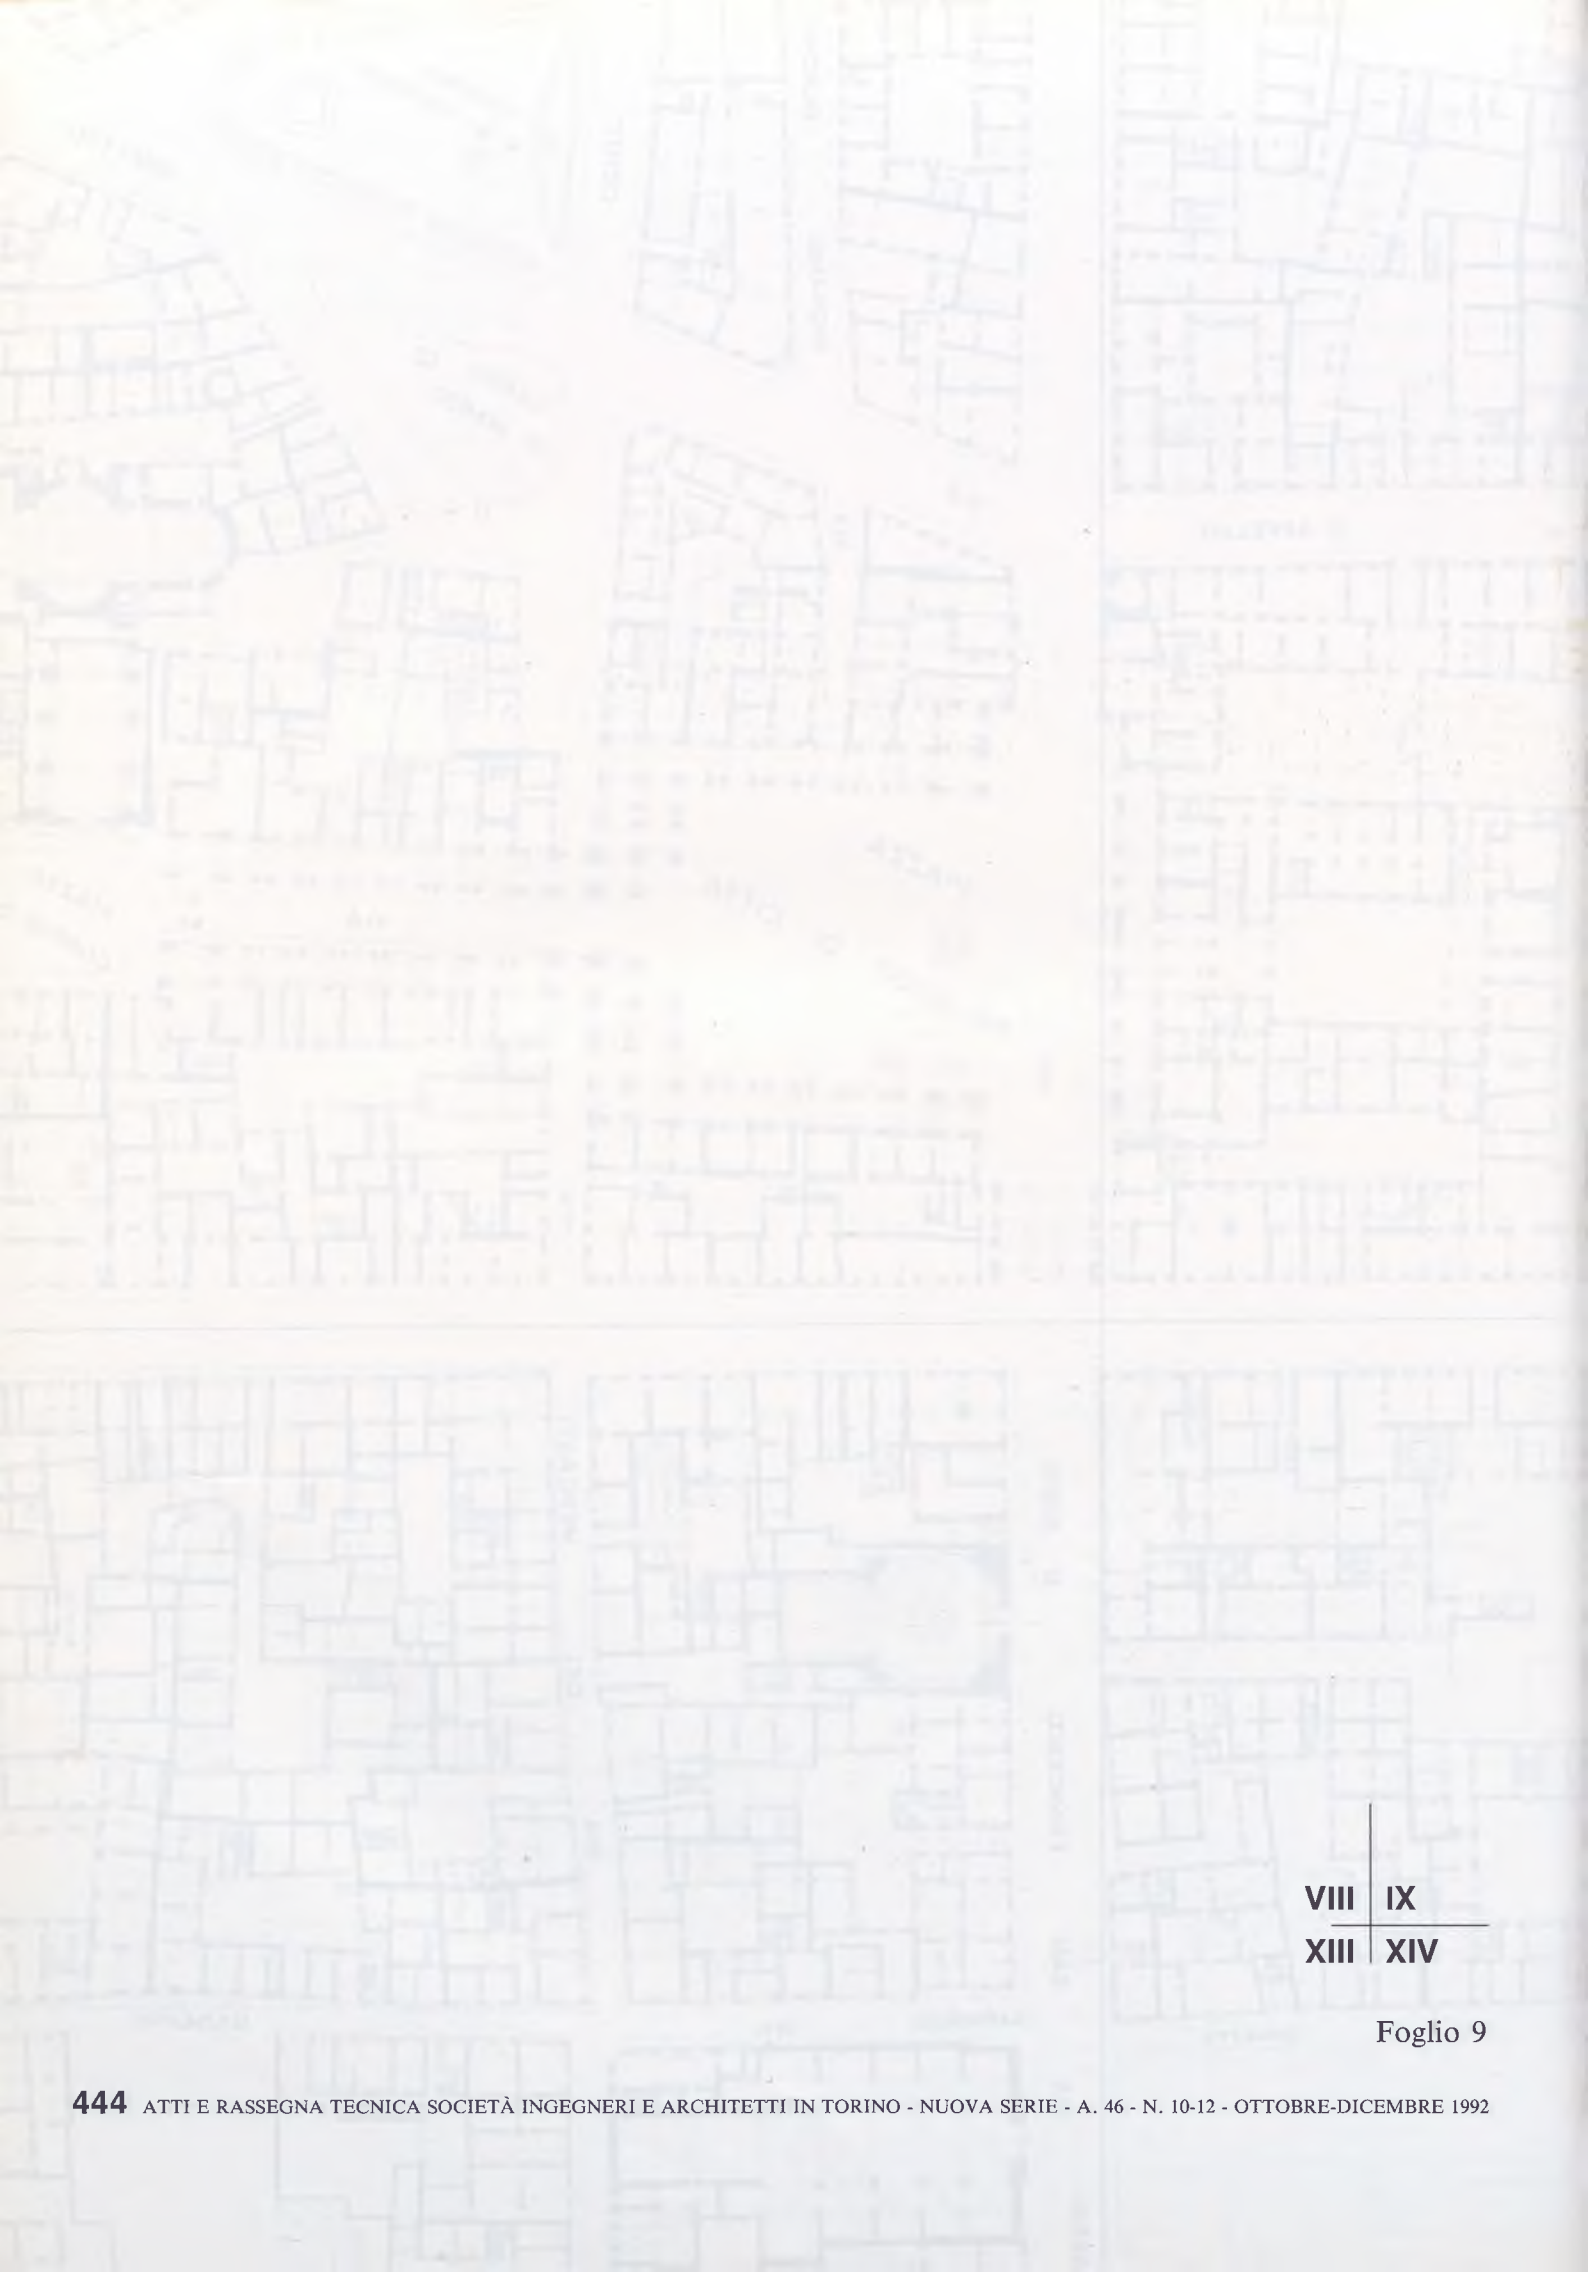 VIII IX
XIII XIV
Foglio 9
444 ATTI E RASSEGNA TECNICA SOCIETÀ INGEGNERI E ARCHITETTI IN TORINO - NUOVA SERIE - A. 46 - N. 10-12 - OTTOBRE-DICEMBRE 1992